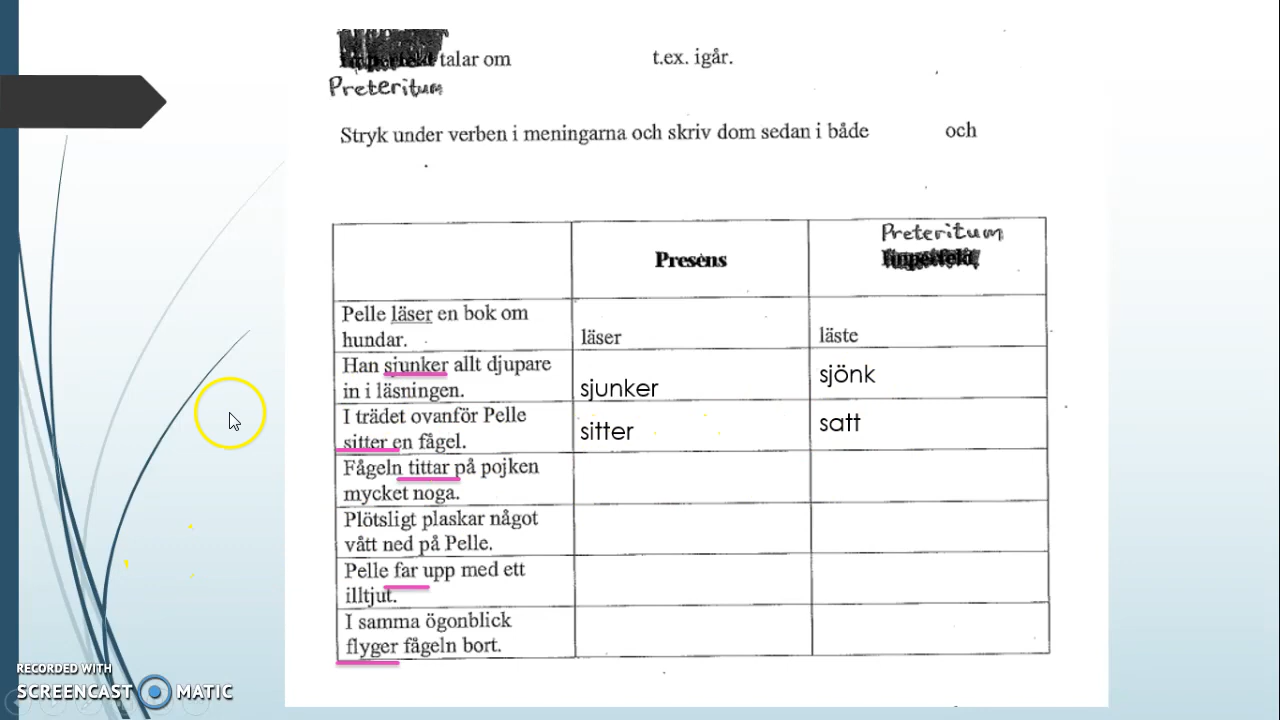 talar om t.ex. igår.
Preteritum
Stryk under verben i meningarna och skriv dom sedan i både och
Preteritum
Presens
Pelle läser en bok om
hundar.
läser
läste
Han sjunker allt djupare
in i läsningen.
sjunker
sjönk
I trädet ovanför Pelle
sitter en fågel.
sitter
satt
Fågeln tittar på pojken
mycket noga.
Plötsligt plaskar något
vått ned på Pelle.
Pelle far upp med ett
illtjut.
I samma ögonblick
flyger fågeln bort.
RECORDED WITH
SCREENCAST MATIC